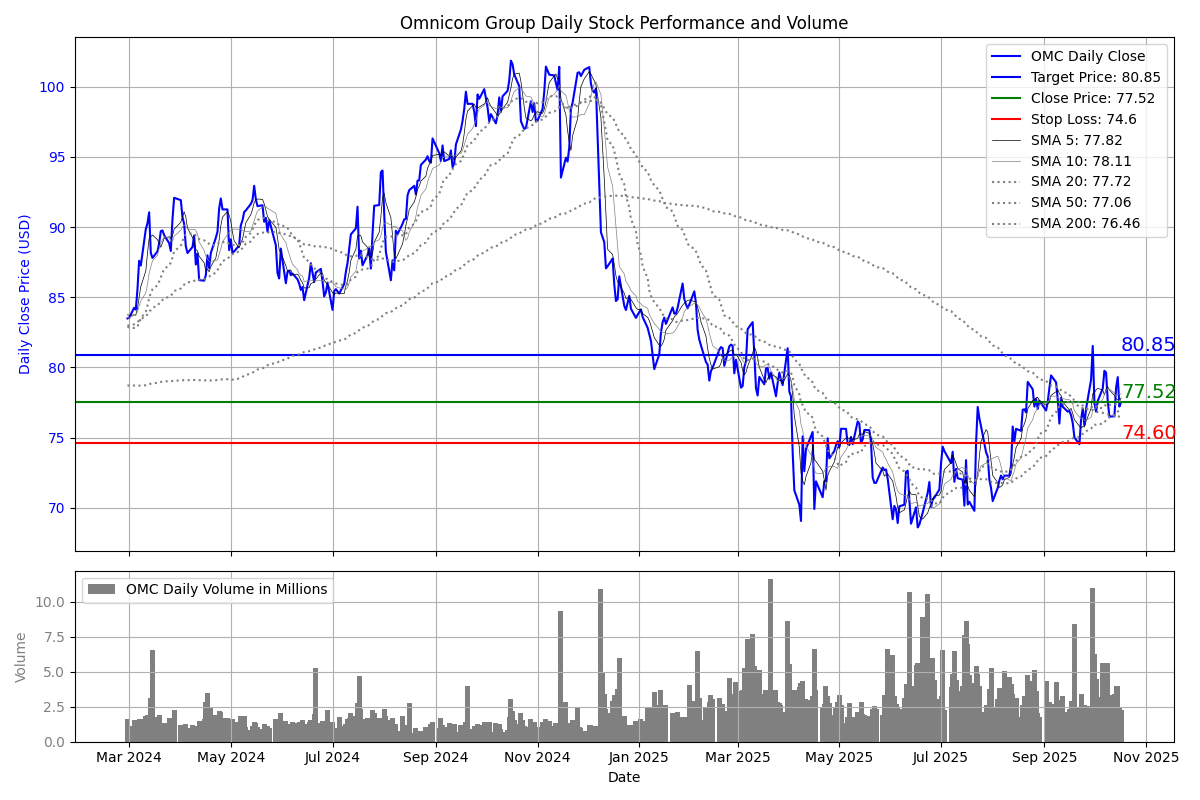 Omnicom Group Daily Stock Performance and Volume
Daily Close Price (USD)
100
95
90
85
80
75
70
OMC Daily Close
Target Price: 80.85
Close Price: 77.52
Stop Loss: 74.6
SMA 5: 77.82
SMA 10: 78.11
SMA 20: 77.72
SMA 50: 77.06
SMA 200: 76.46
80.85
77.52
74.60
Volume
10.0
7.5
5.0
2.5
0.0
OMC Daily Volume in Millions
Mar 2024 May 2024 Jul 2024 Sep 2024 Nov 2024 Jan 2025 Mar 2025 May 2025 Jul 2025 Sep 2025 Nov 2025
Date